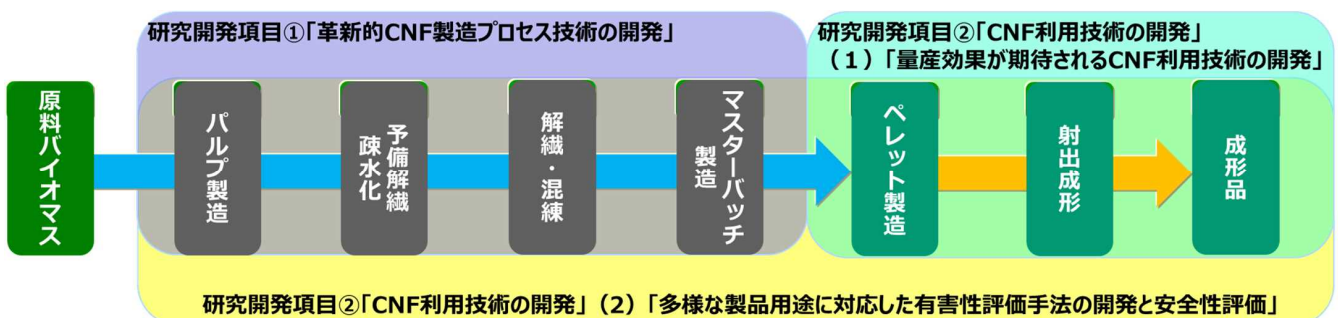 研究開発項目①「革新的CNF製造プロセス技術の開発」
研究開発項目②「CNF利用技術の開発」
（１）「量産効果が期待されるCNF利用技術の開発」
原料バイオマス
パルプ製造
予備解繊
疎水化
解繊・混練
マスターバッチ
製造
ペレット製造
射出成形
成形品
研究開発項目②「CNF利用技術の開発」（２）「多様な製品用途に対応した有害性評価手法の開発と安全性評価」